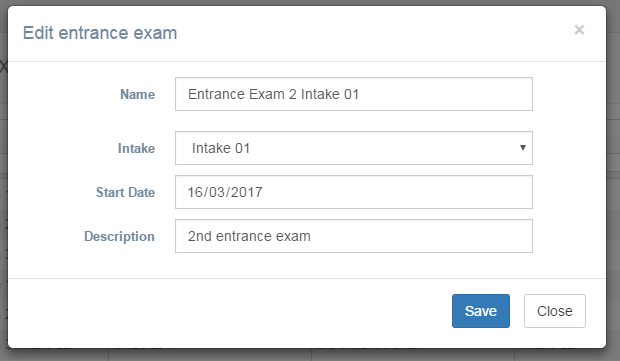 Edit entrance exam ×
Name Entrance Exam 2 Intake 01
Intake Intake 01
Start Date 16/03/2017
Description 2nd entrance exam
Save Close